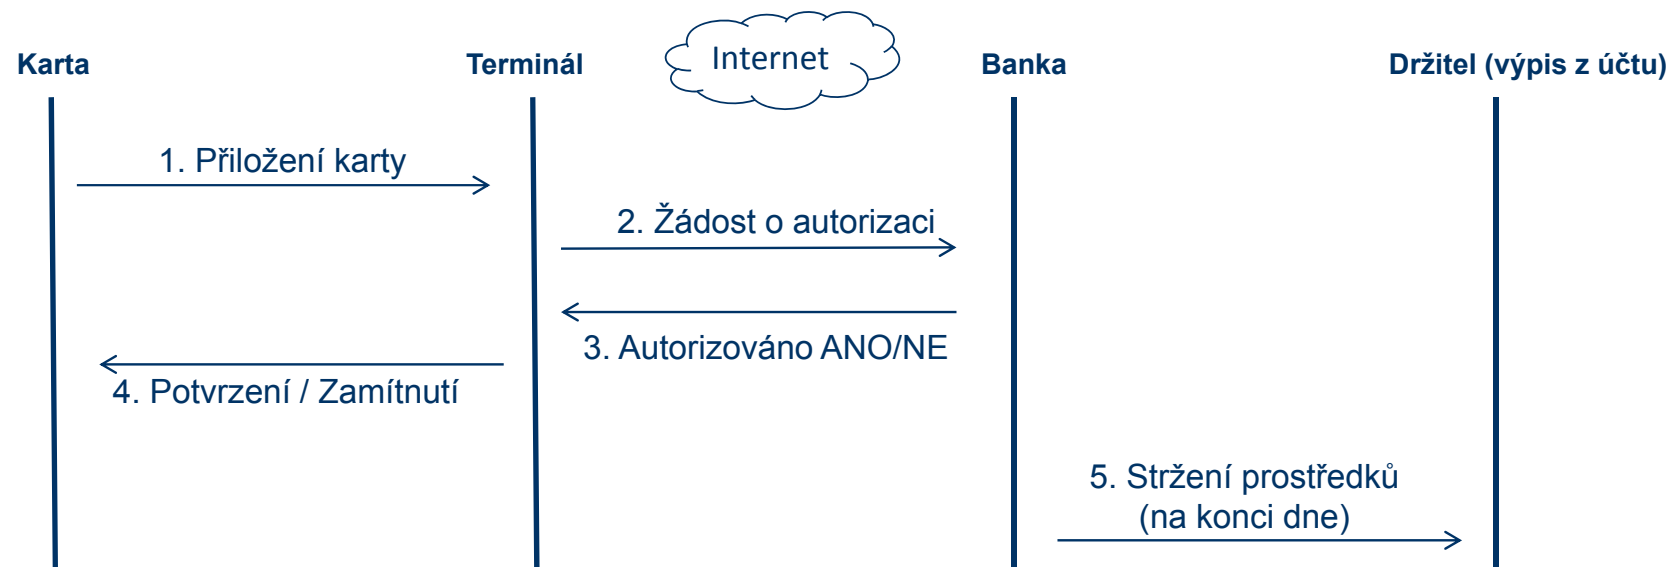 Karta
Terminál
Internet
Banka
Držitel (výpis z účtu)
1. Přiložení karty
2. Žádost o autorizaci
3. Autorizováno ANO/NE
4. Potvrzení / Zamítnutí
5. Stržení prostředků
(na konci dne)